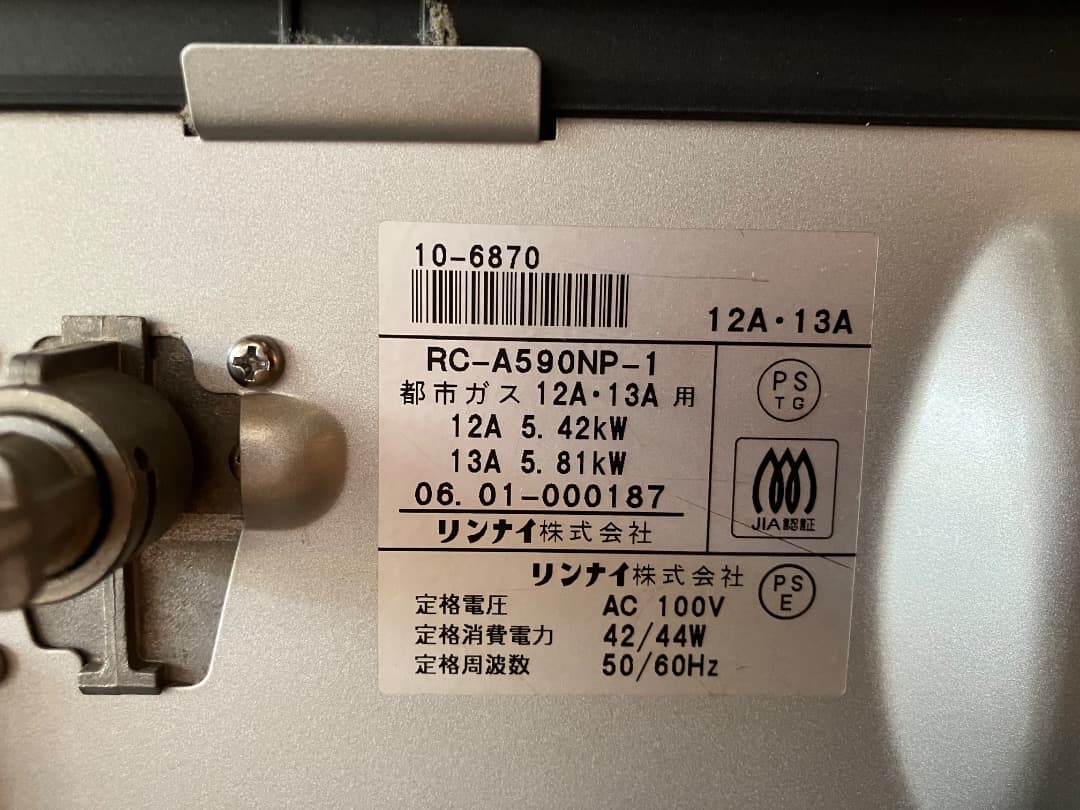 10-6870
12A・13A
RC-A590NP-1
都市ガス 12A・13A 用
12A 5. 42kW
13A 5. 81kW
06. 01-000187
リンナイ株式会社
PS
TG
JIA認証
リンナイ株式会社
PS
E
定格電圧 AC 100V
定格消費電力 42/44W
定格周波数 50/60Hz